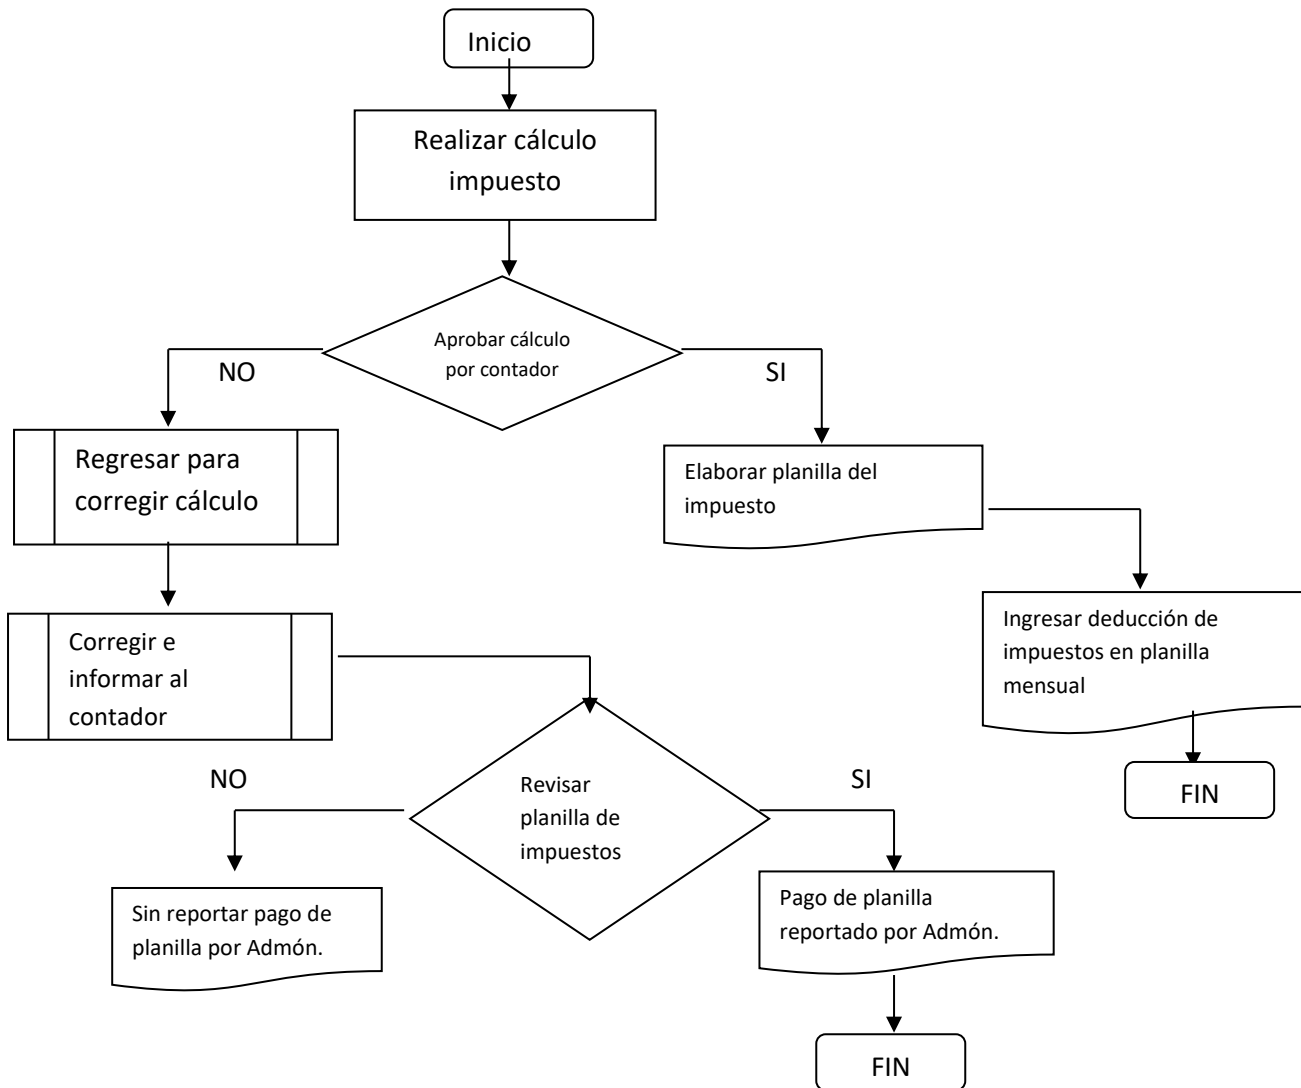 Inicio
Realizar cálculo
impuesto
Aprobar cálculo
por contador
NO
SI
Regresar para
corregir cálculo
Elaborar planilla del
impuesto
Corregir e
informar al
contador
Ingresar deducción de
impuestos en planilla
mensual
NO
Revisar
planilla de
impuestos
SI
FIN
Sin reportar pago de
planilla por Admón.
Pago de planilla
reportado por Admón.
FIN